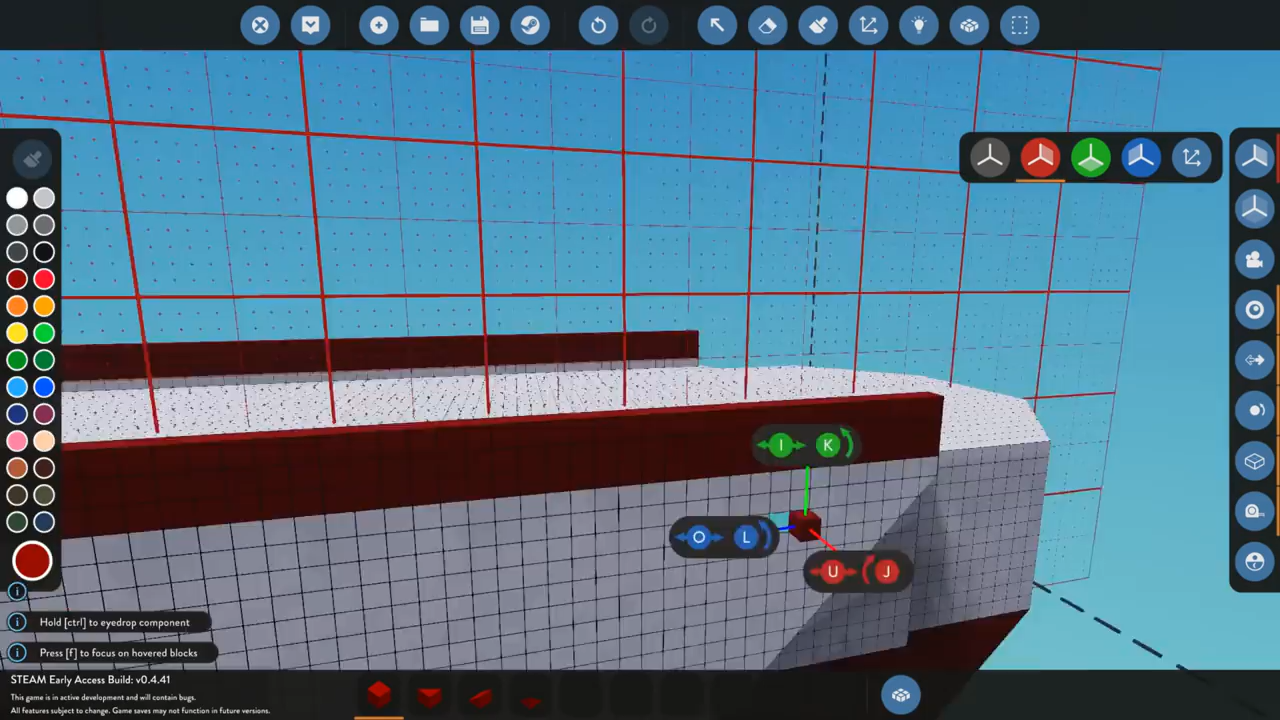 I K
O L
U J
Hold [ctrl] to eyedrop component
Press [f] to focus on hovered blocks
STEAM Early Access Build: v0.4.41
This game is in active development and will contain bugs.
All features subject to change. Game saves may not function in future versions.